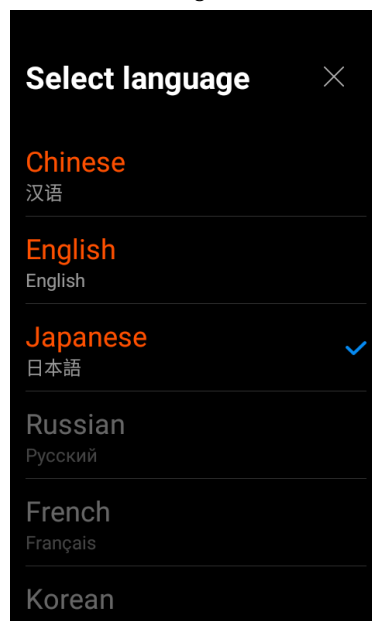 Select language
Chinese
汉语
English
English
Japanese
日本語
Russian
Русский
French
Français
Korean